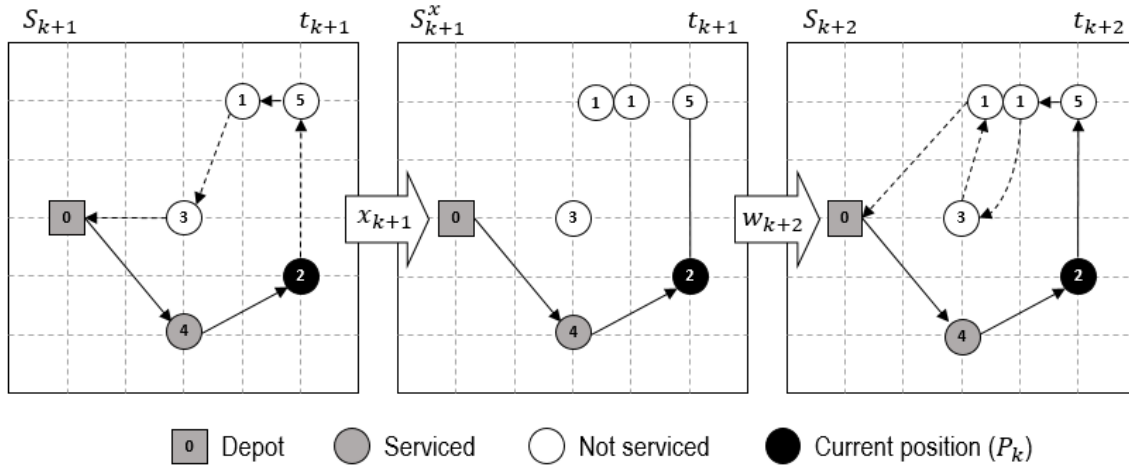 S_{k+1} t_{k+1} S^x_{k+1} t_{k+1} S_{k+2} t_{k+2}
1 5 1 1 5 1 1 5
0 3 x_{k+1} 0 3 w_{k+2} 0 3
2 2 2
4 4 4
0 Depot Serviced Not serviced Current position (P_k)